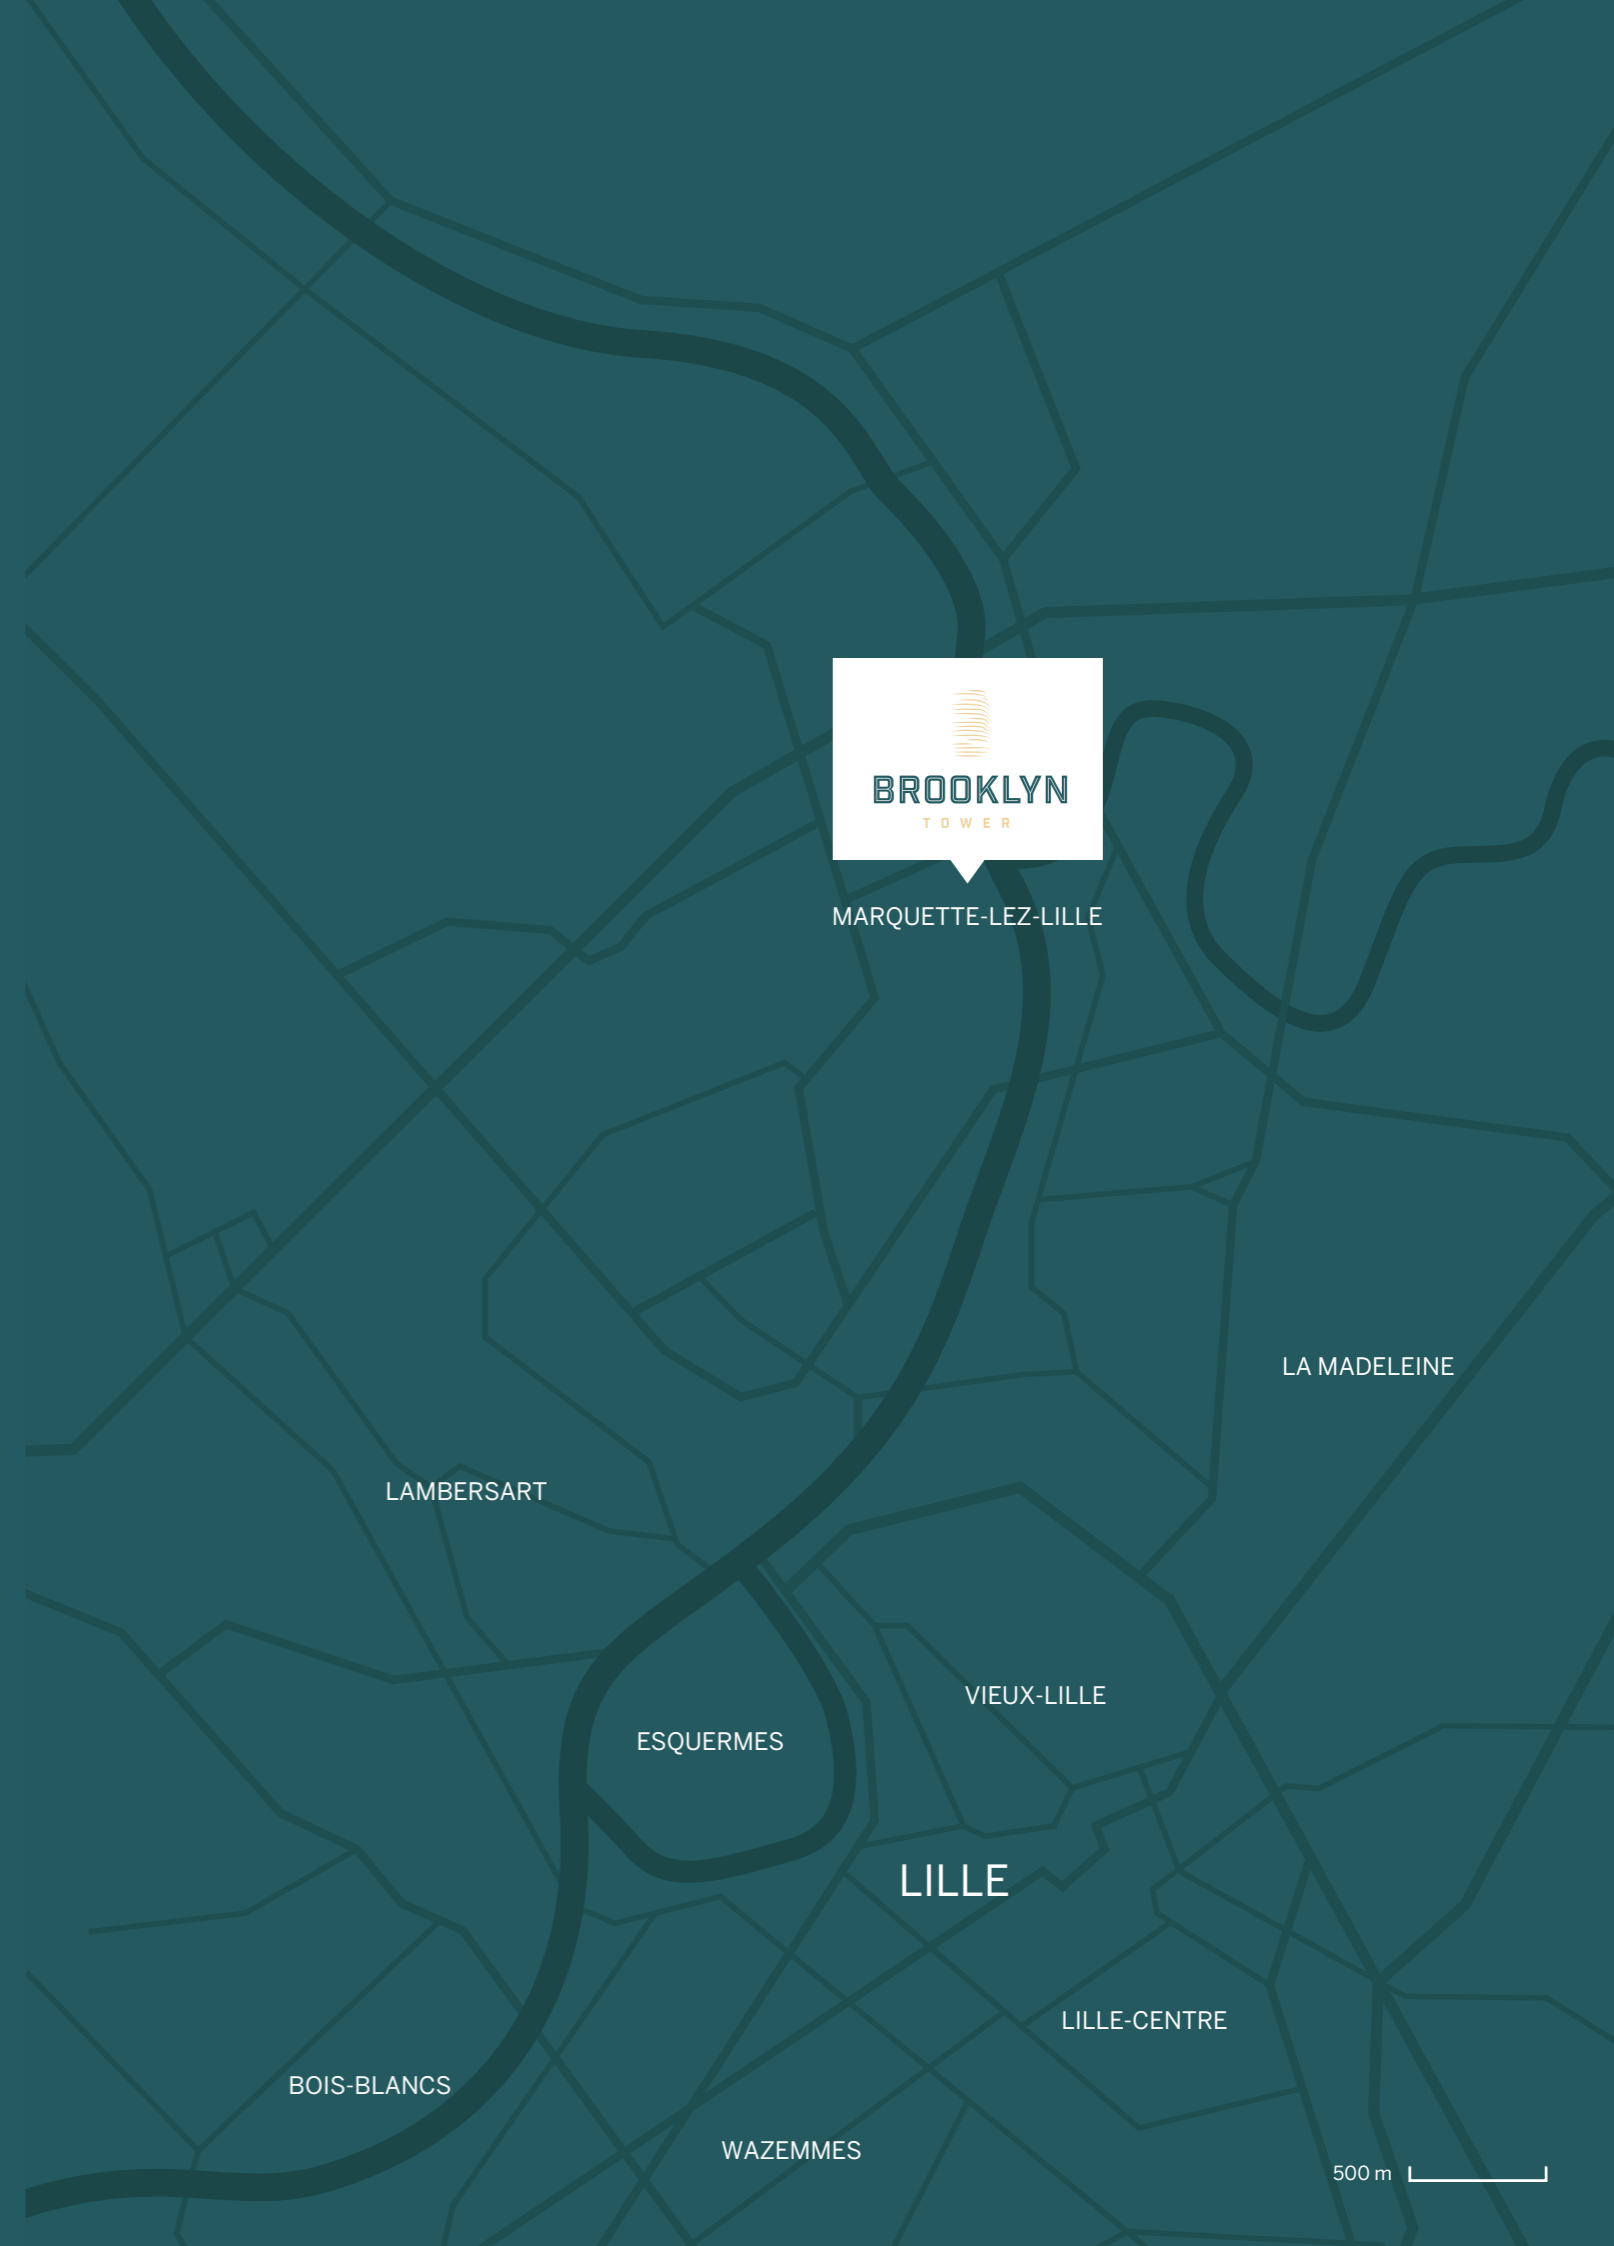 BROOKLYN
TOWER
MARQUETTE-LEZ-LILLE
LA MADELEINE
LAMBERSART
VIEUX-LILLE
ESQUERMES
LILLE
LILLE-CENTRE
BOIS-BLANCS
WAZEMMES
500 m